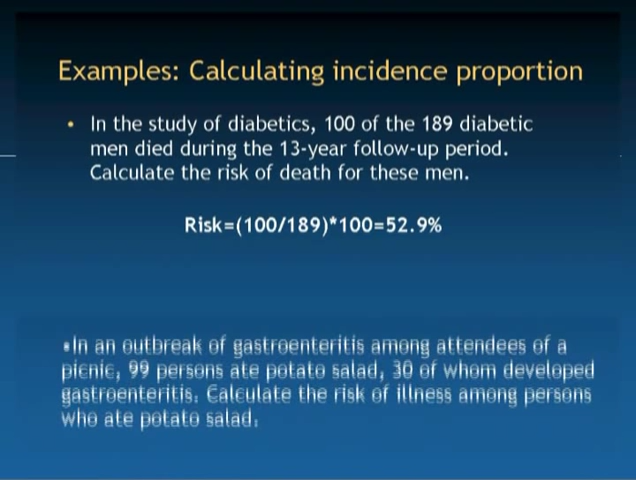 Examples: Calculating incidence proportion
• In the study of diabetics, 100 of the 189 diabetic
men died during the 13-year follow-up period.
Calculate the risk of death for these men.
Risk=(100/189)*100=52.9%
•In an outbreak of gastroenteritis among attendees of a
picnic, 99 persons ate potato salad, 30 of whom developed
gastroenteritis. Calculate the risk of illness among persons
who ate potato salad.